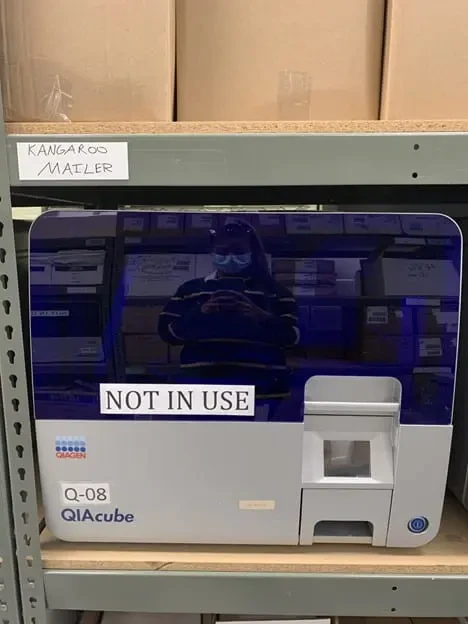 KANGAROO
MAILER
NOT IN USE
QIAGEN
Q-08
QIAcube